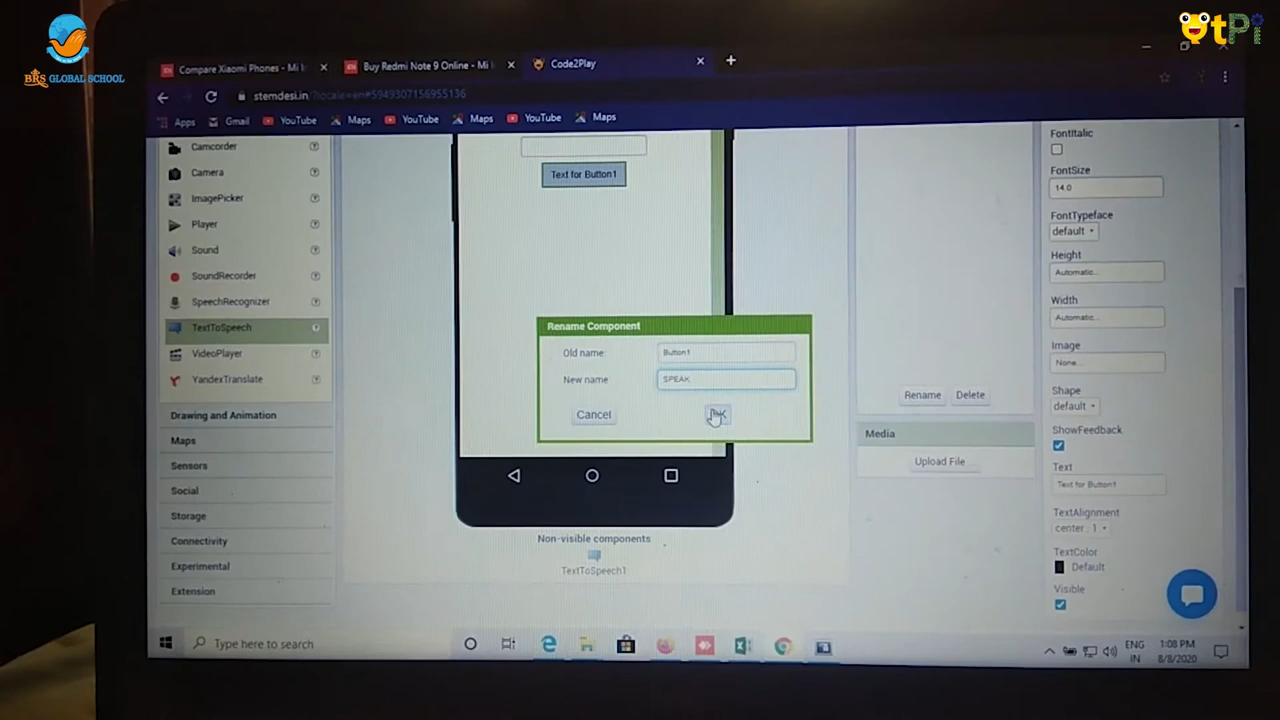 BRS GLOBAL SCHOOL
OtPi
Compare Xiaomi Phones - Mi
Buy Redmi Note 9 Online - Mi
Code2Play
stemdesi.in/?locale=en#5949307156955136
Apps
Gmail
YouTube
Maps
YouTube
Maps
YouTube
Maps
Camcorder
Camera
ImagePicker
Player
Sound
SoundRecorder
SpeechRecognizer
TextToSpeech
VideoPlayer
YandexTranslate
Drawing and Animation
Maps
Sensors
Social
Storage
Connectivity
Experimental
Extension
Text for Button1
Rename Component
Old name:
Button1
New name
SPEAK
Cancel
Non-visible components
TextToSpeech1
Rename
Delete
Media
Upload File ...
FontItalic
FontSize
14.0
FontTypeface
default
Height
Automatic...
Width
Automatic...
Image
None...
Shape
default
ShowFeedback
Text
Text for Button1
TextAlignment
center : 1
TextColor
Default
Visible
Type here to search
ENG
IN
1:08 PM
8/8/2020